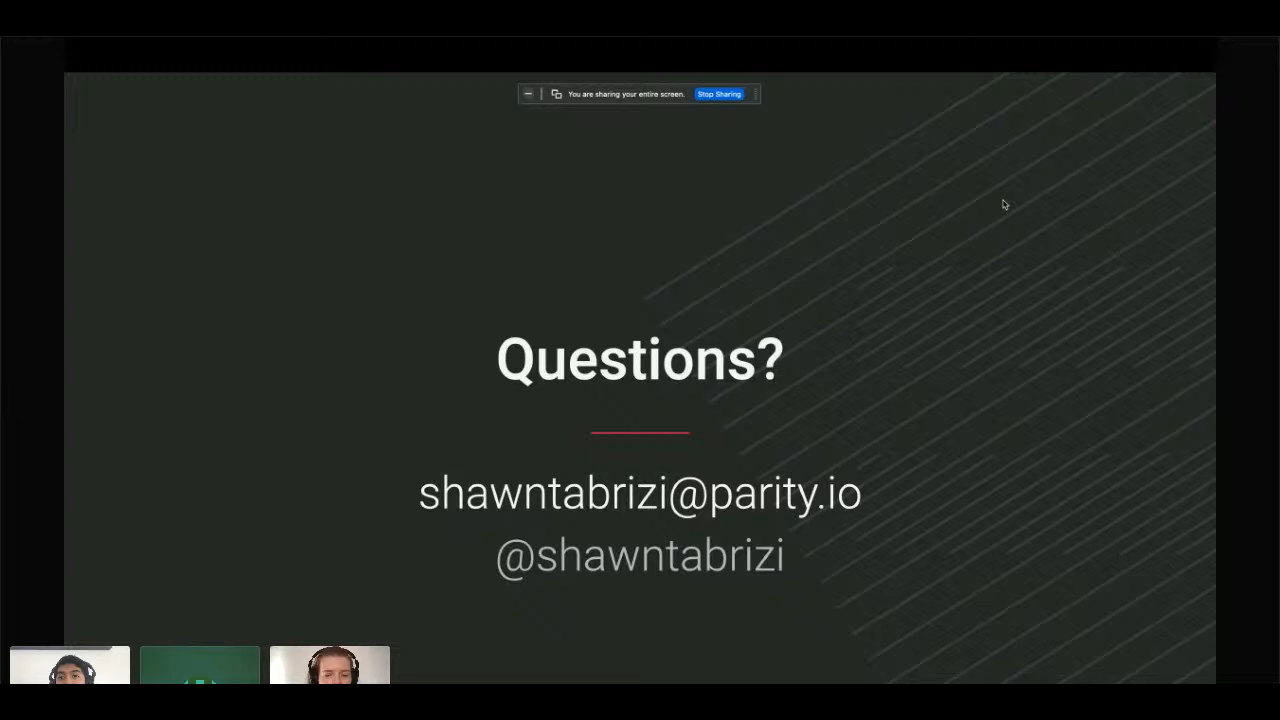 You are sharing your entire screen. Stop Sharing
Questions?
shawntabrizi@parity.io
@shawntabrizi